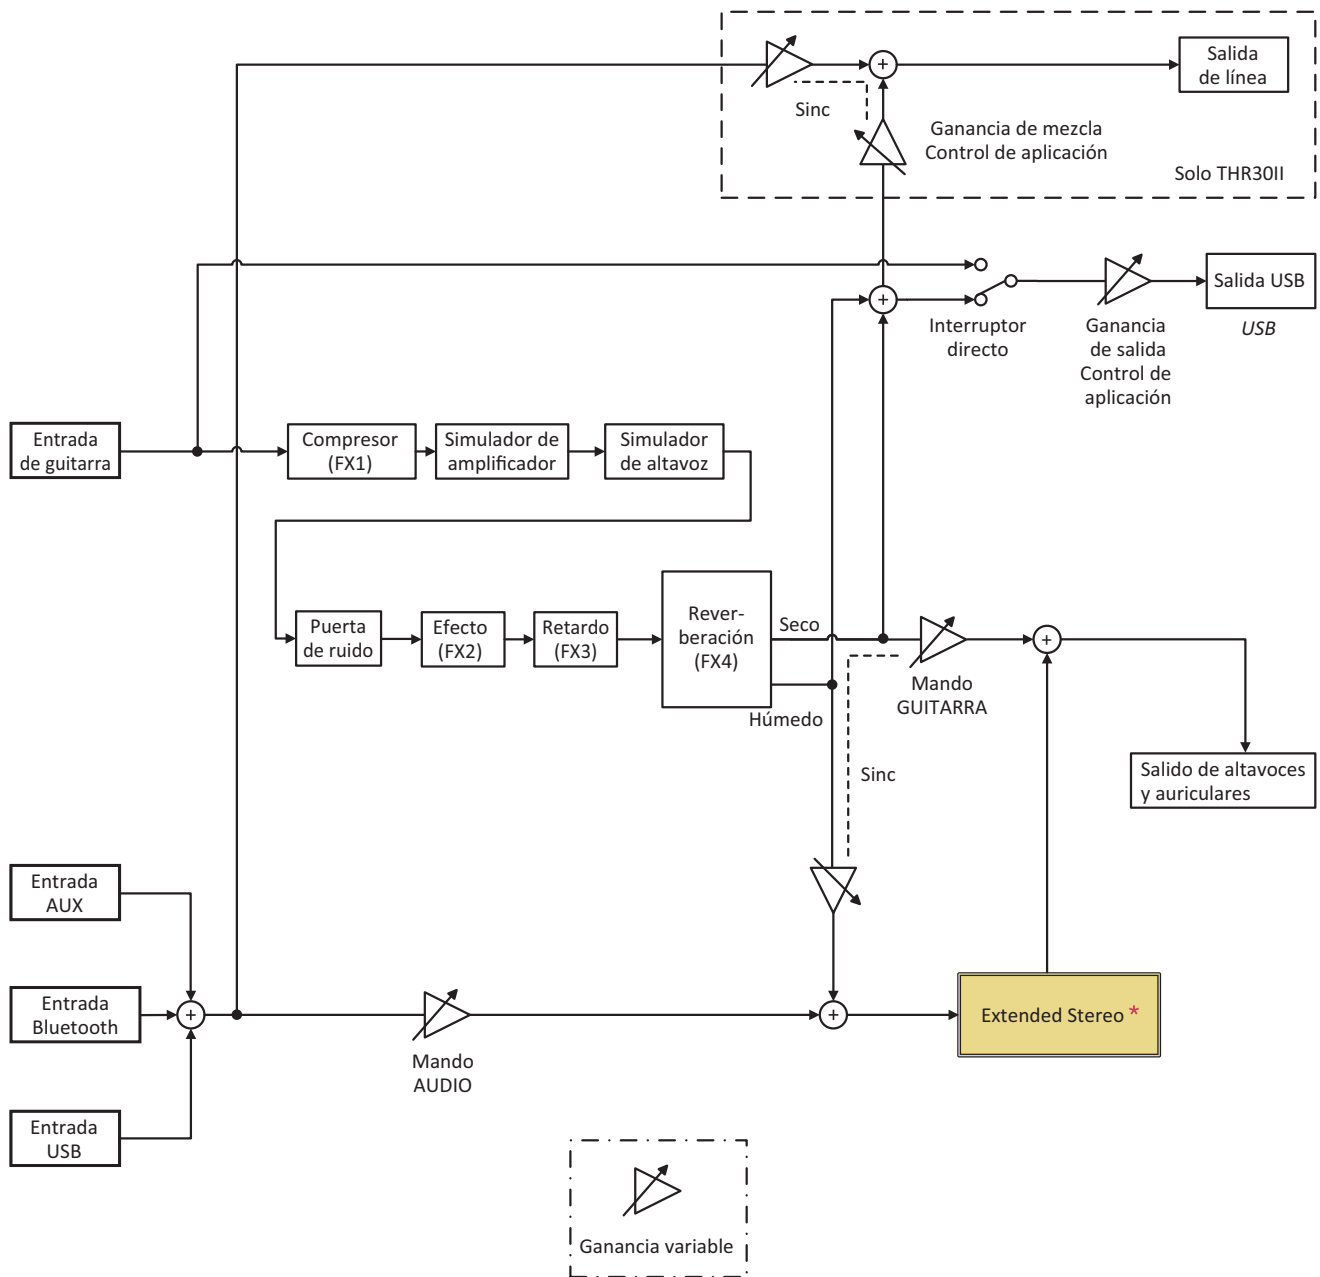 Salida
de línea
Sinc
Ganancia de mezcla
Control de aplicación
Solo THR30II
Salida USB
USB
Interruptor
directo
Ganancia
de salida
Control de
aplicación
Entrada
de guitarra
Compresor
(FX1)
Simulador de
amplificador
Simulador
de altavoz
Puerta
de ruido
Efecto
(FX2)
Retardo
(FX3)
Rever-
beración
(FX4)
Seco
Húmedo
Mando
GUITARRA
Sinc
Salido de altavoces
y auriculares
Entrada
AUX
Entrada
Bluetooth
Entrada
USB
Mando
AUDIO
Extended Stereo *
Ganancia variable